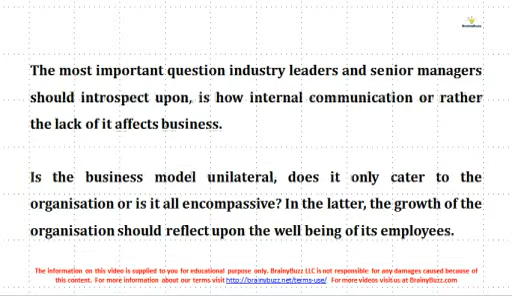 BrainyBuzz
The most important question industry leaders and senior managers
should introspect upon, is how internal communication or rather
the lack of it affects business.
Is the business model unilateral, does it only cater to the
organisation or is it all encompassive? In the latter, the growth of the
organisation should reflect upon the well being of its employees.
The information on this video is supplied to you for educational purpose only. BrainyBuzz LLC is not responsible for any damages caused because of
this content. For more information about our terms visit http://brainybuzz.net/terms-use/ For more videos visit us at BrainyBuzz.com